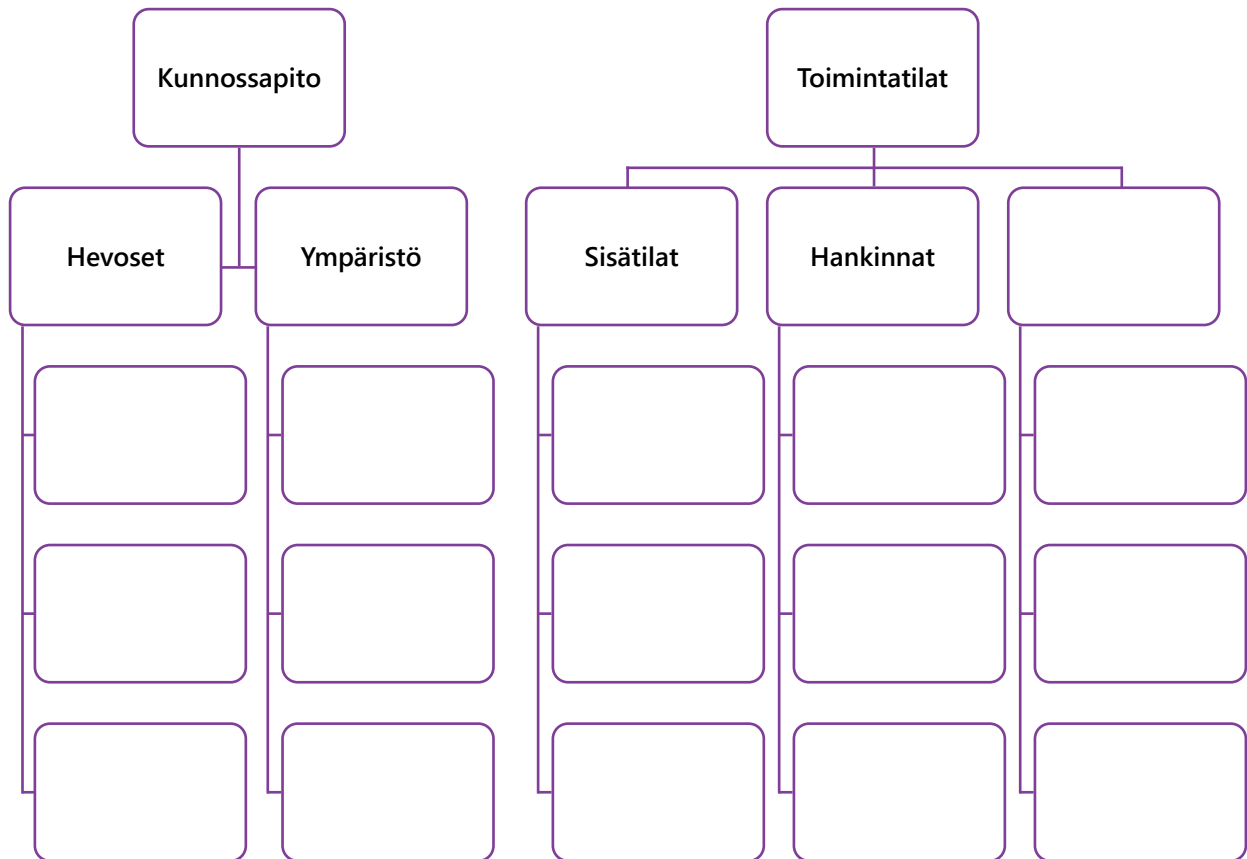 Kunnossapito
Toimintatilat
Hevoset
Ympäristö
Sisätilat
Hankinnat